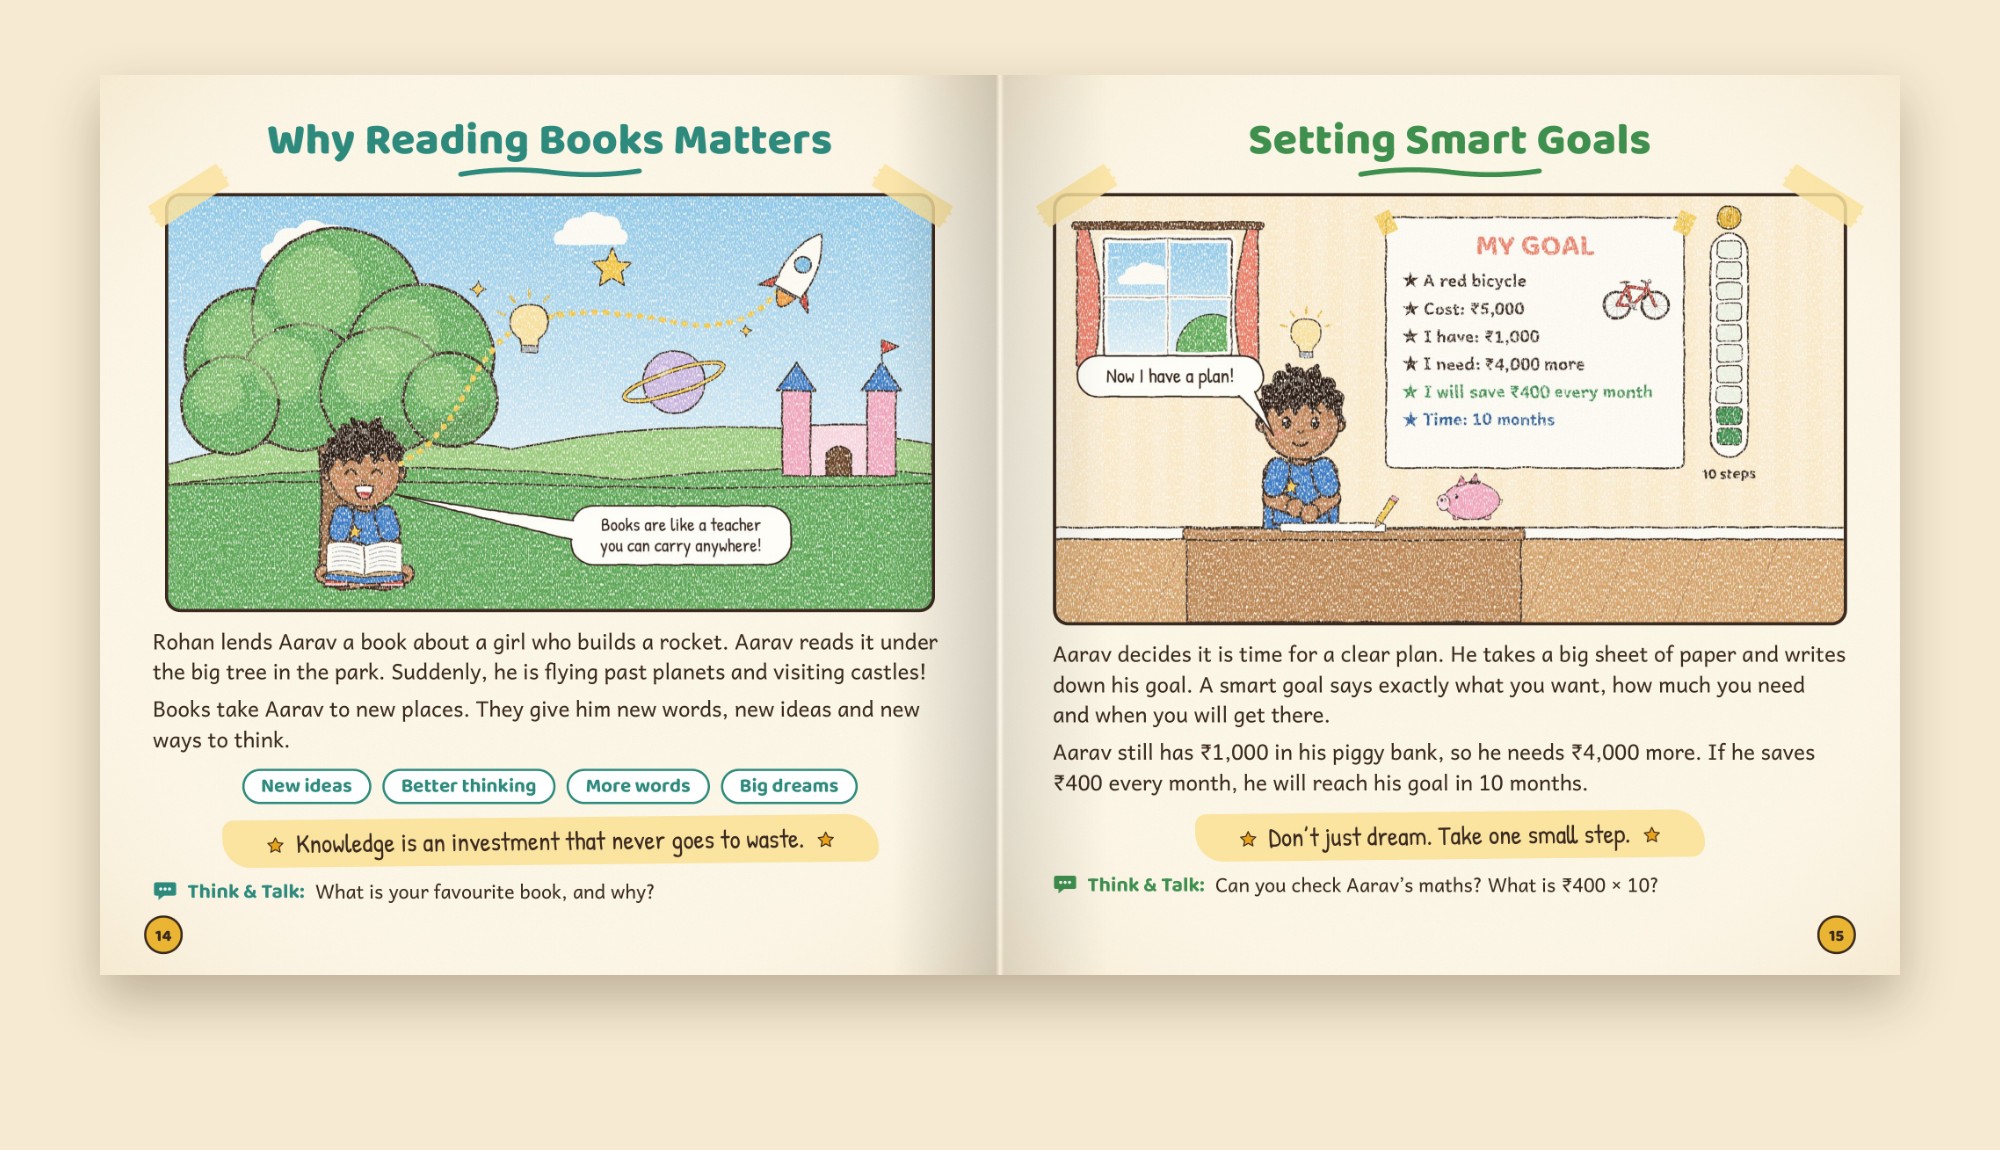 Why Reading Books Matters
Books are like a teacher
you can carry anywhere!
Rohan lends Aarav a book about a girl who builds a rocket. Aarav reads it under
the big tree in the park. Suddenly, he is flying past planets and visiting castles!
Books take Aarav to new places. They give him new words, new ideas and new
ways to think.
New ideas
Better thinking
More words
Big dreams
Knowledge is an investment that never goes to waste.
Think & Talk: What is your favourite book, and why?
14
Setting Smart Goals
Now I have a plan!
MY GOAL
★ A red bicycle
★ Cost: ₹5,000
★ I have: ₹1,000
★ I need: ₹4,000 more
★ I will save ₹400 every month
★ Time: 10 months
10 steps
Aarav decides it is time for a clear plan. He takes a big sheet of paper and writes
down his goal. A smart goal says exactly what you want, how much you need
and when you will get there.
Aarav still has ₹1,000 in his piggy bank, so he needs ₹4,000 more. If he saves
₹400 every month, he will reach his goal in 10 months.
Don't just dream. Take one small step.
Think & Talk: Can you check Aarav's maths? What is ₹400 × 10?
15